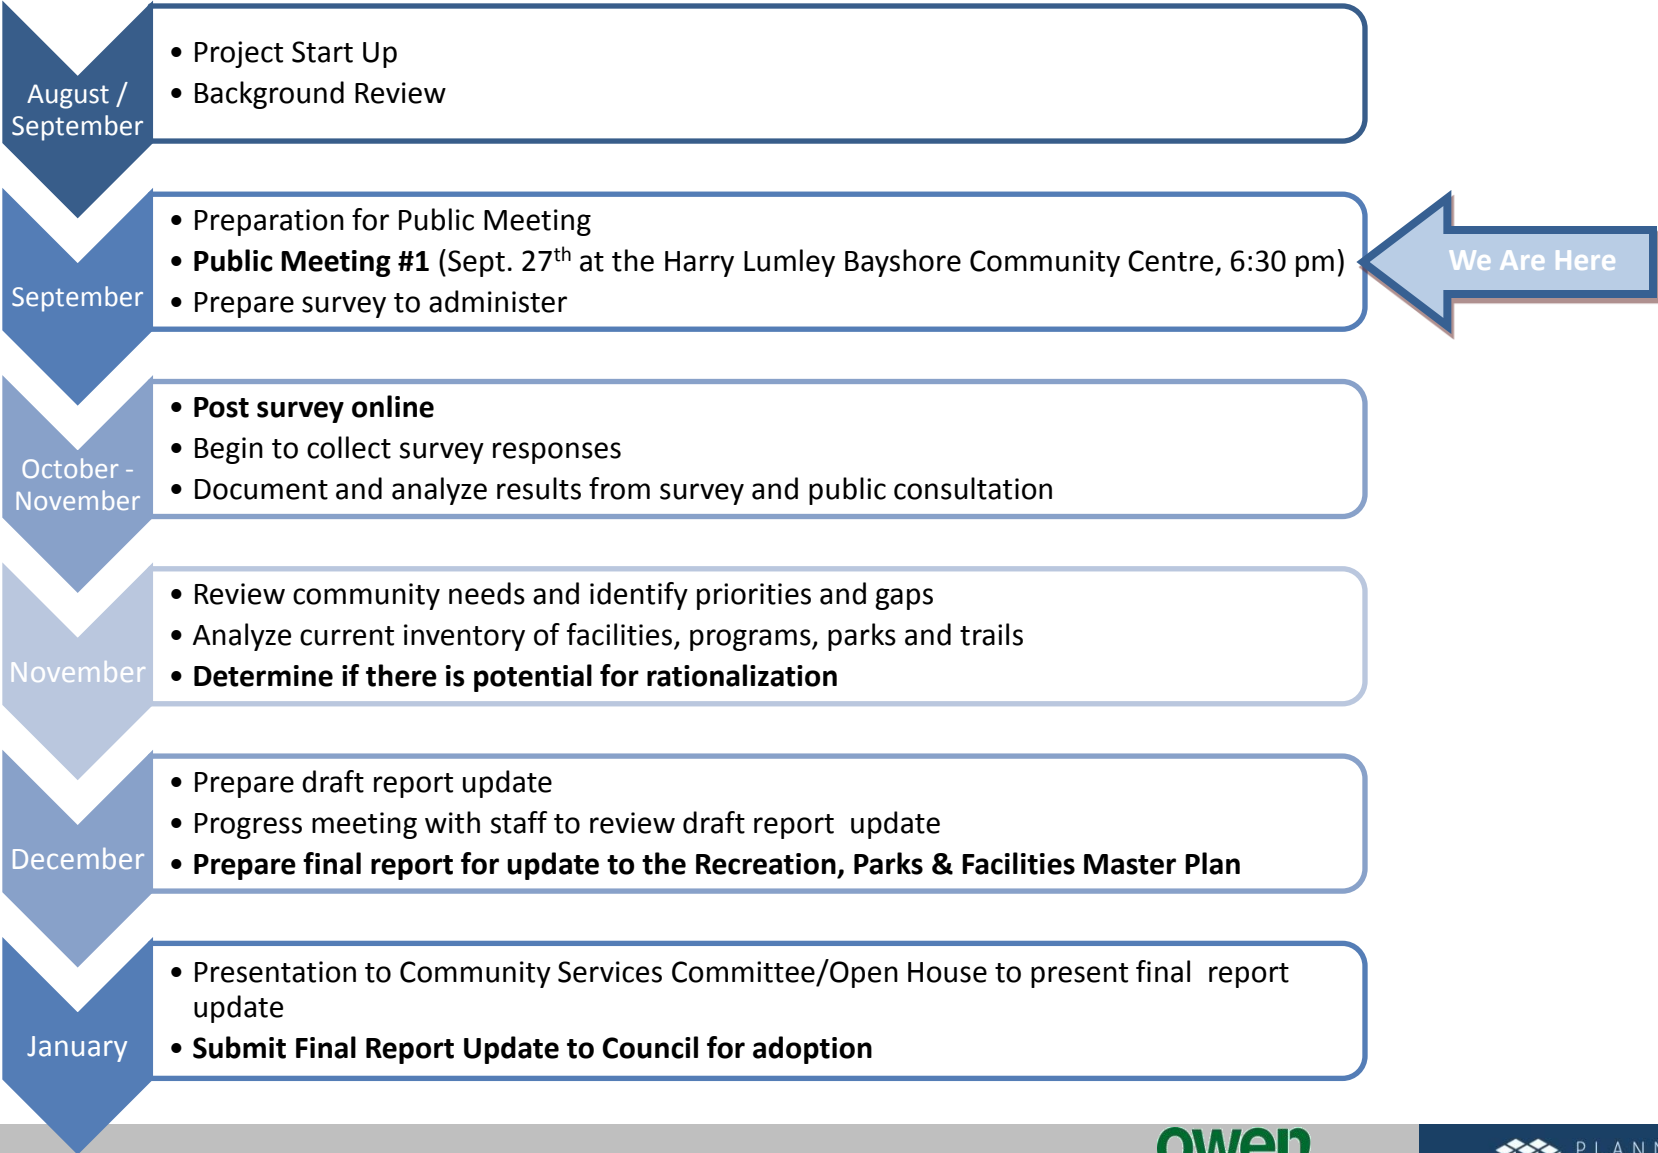 August /
September
• Project Start Up
• Background Review
September
• Preparation for Public Meeting
• Public Meeting #1 (Sept. 27th at the Harry Lumley Bayshore Community Centre, 6:30 pm)
• Prepare survey to administer
We Are Here
October -
November
• Post survey online
• Begin to collect survey responses
• Document and analyze results from survey and public consultation
November
• Review community needs and identify priorities and gaps
• Analyze current inventory of facilities, programs, parks and trails
• Determine if there is potential for rationalization
December
• Prepare draft report update
• Progress meeting with staff to review draft report update
• Prepare final report for update to the Recreation, Parks & Facilities Master Plan
January
• Presentation to Community Services Committee/Open House to present final report
update
• Submit Final Report Update to Council for adoption
owen